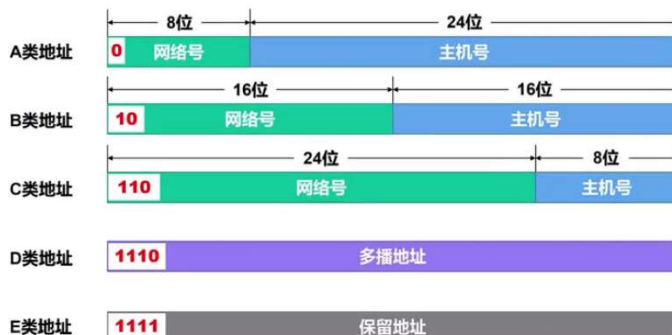 8位 24位
A类地址 0 网络号 主机号
16位 16位
B类地址 10 网络号 主机号
24位 8位
C类地址 110 网络号 主机号
D类地址 1110 多播地址
E类地址 1111 保留地址